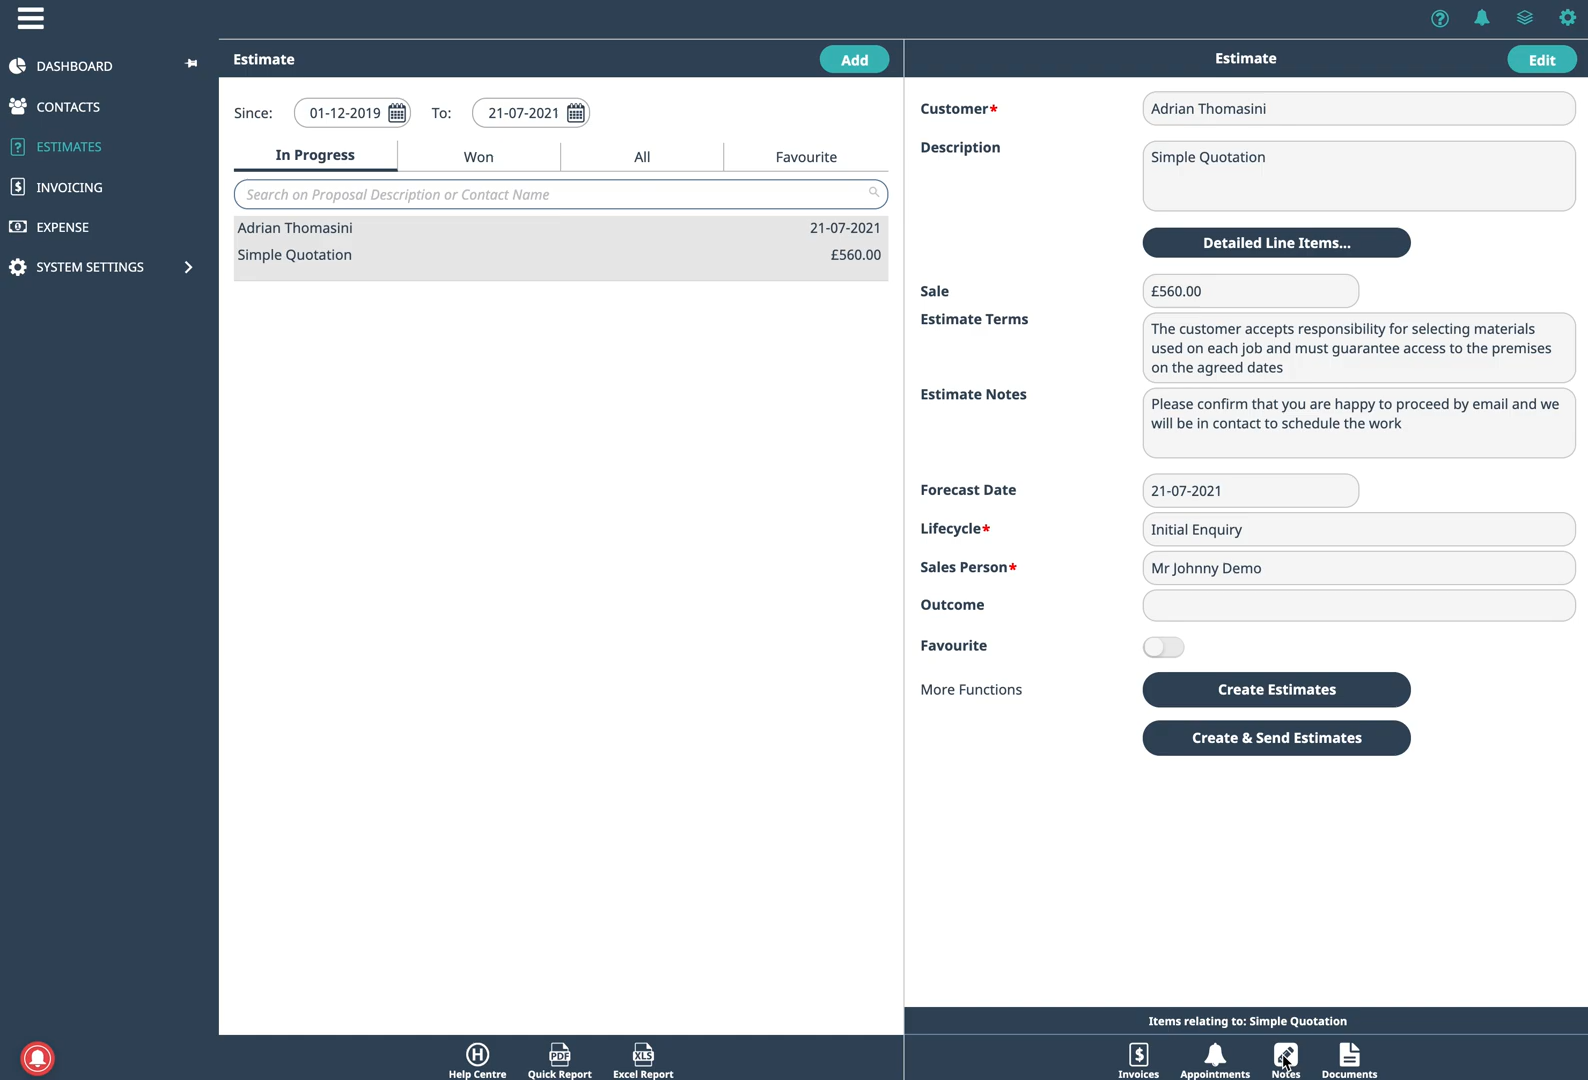 DASHBOARD
CONTACTS
ESTIMATES
INVOICING
EXPENSE
SYSTEM SETTINGS
Estimate
Add
Since:
01-12-2019
To:
21-07-2021
In Progress
Won
All
Favourite
Search on Proposal Description or Contact Name
Adrian Thomasini
21-07-2021
Simple Quotation
£560.00
Help Centre
PDF
Quick Report
XLS
Excel Report
Estimate
Edit
Customer*
Adrian Thomasini
Description
Simple Quotation
Detailed Line Items...
Sale
£560.00
Estimate Terms
The customer accepts responsibility for selecting materials
used on each job and must guarantee access to the premises
on the agreed dates
Estimate Notes
Please confirm that you are happy to proceed by email and we
will be in contact to schedule the work
Forecast Date
21-07-2021
Lifecycle*
Initial Enquiry
Sales Person*
Mr Johnny Demo
Outcome
Favourite
More Functions
Create Estimates
Create & Send Estimates
Items relating to: Simple Quotation
Invoices
Appointments
Notes
Documents